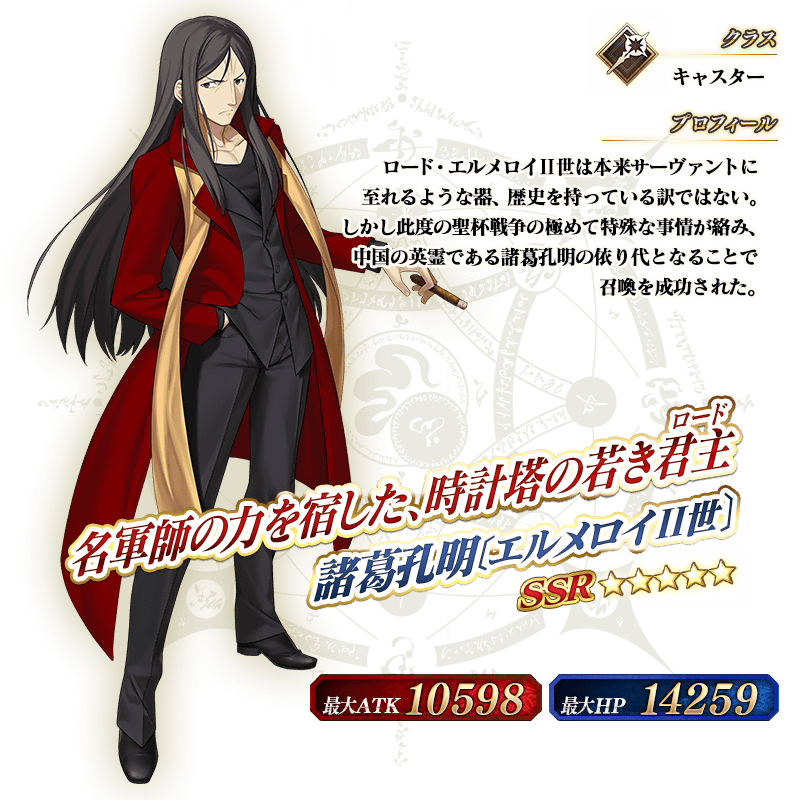 クラス
キャスター
プロフィール
ロード・エルメロイⅡ世は本来サーヴァントに
至れるような器、歴史を持っている訳ではない。
しかし此度の聖杯戦争の極めて特殊な事情が絡み、
中国の英霊である諸葛孔明の依り代となることで
召喚を成功された。
ロード
名軍師の力を宿した、時計塔の若き君主
諸葛孔明〔エルメロイⅡ世〕
SSR ☆☆☆☆☆
最大ATK 10598
最大HP 14259